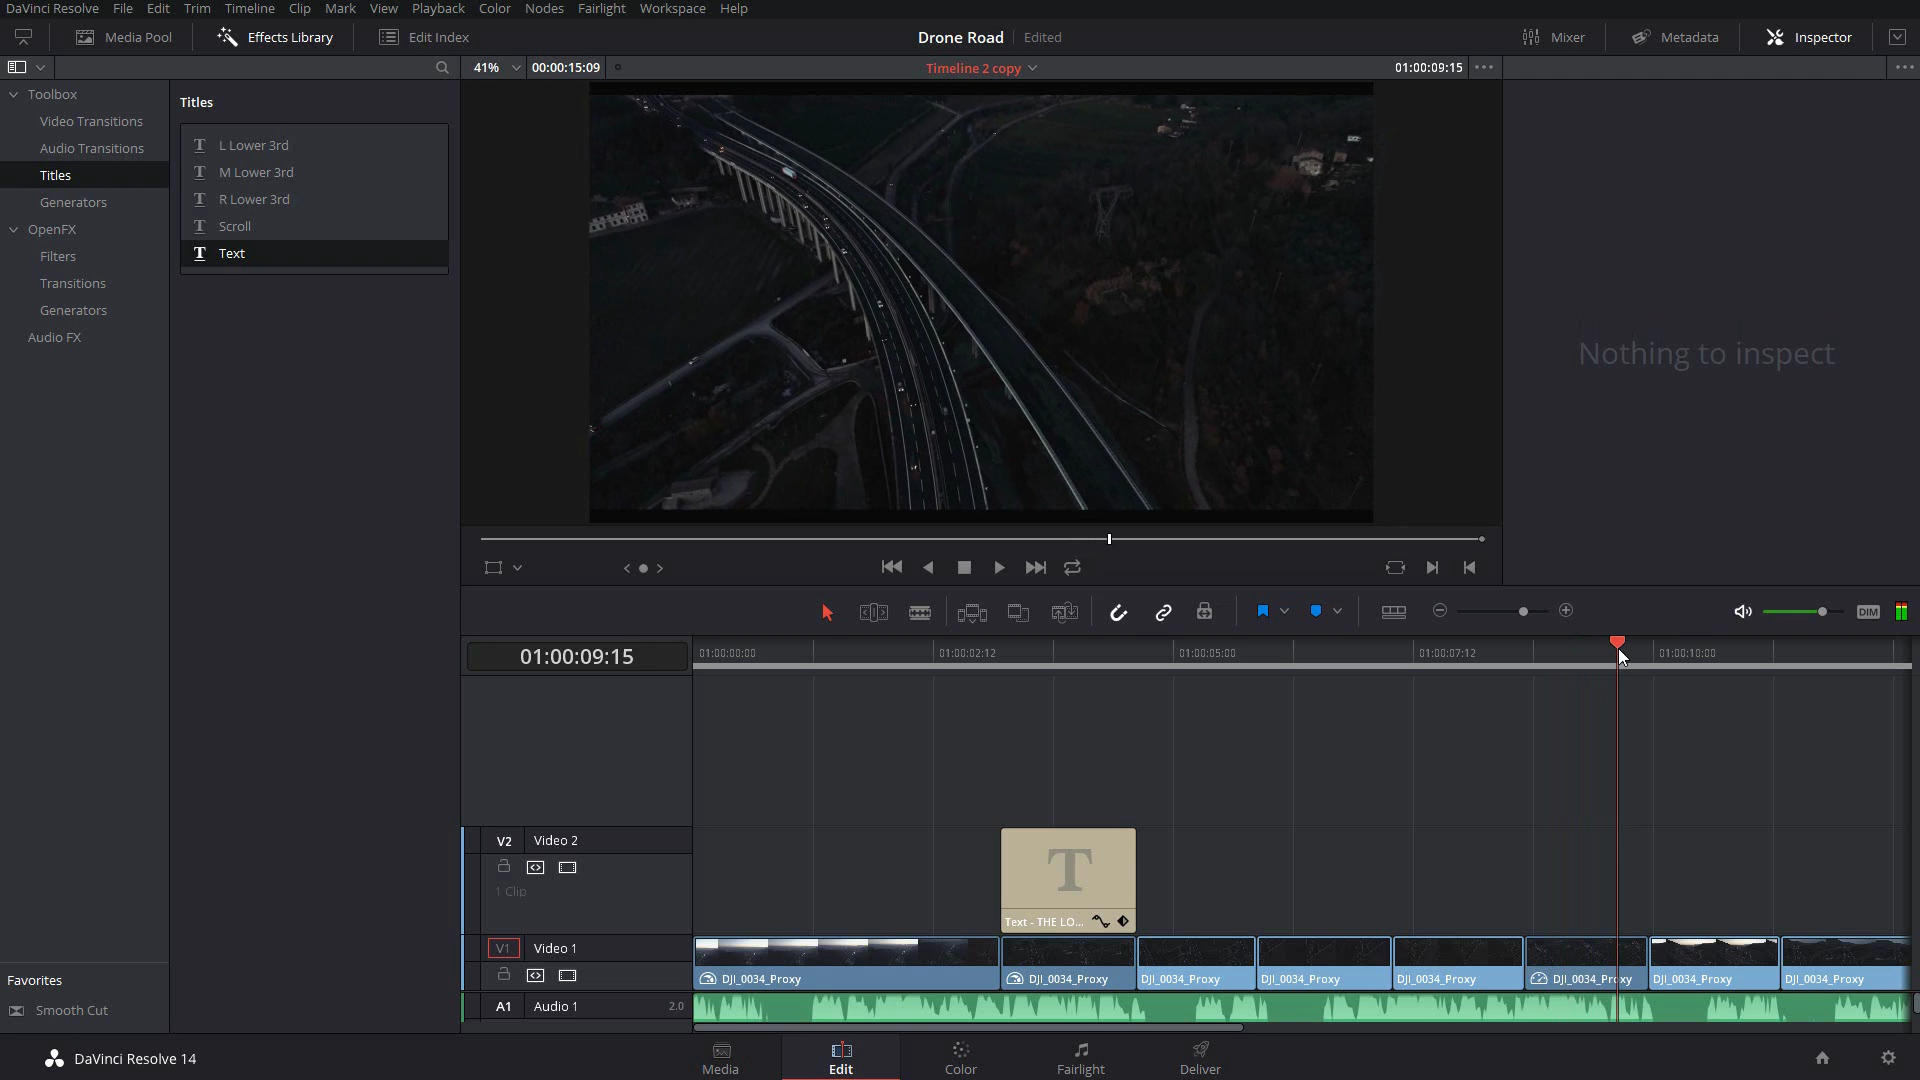 DaVinci Resolve File Edit Trim Timeline Clip Mark View Playback Color Nodes Fairlight Workspace Help
Media Pool Effects Library Edit Index Drone Road Edited Mixer Metadata Inspector
41% 00:00:15:09 Timeline 2 copy 01:00:09:15
Toolbox
Video Transitions
Audio Transitions
Titles
Generators
OpenFX
Filters
Transitions
Generators
Audio FX
Titles
L Lower 3rd
M Lower 3rd
R Lower 3rd
Scroll
Text
Nothing to inspect
DIM
01:00:09:15
01:00:00:00 01:00:02:12 01:00:05:00 01:00:07:12 01:00:10:00
V2 Video 2
1 Clip
Text - THE LO...
V1 Video 1
DJI_0034_Proxy DJI_0034_Proxy DJI_0034_Proxy DJI_0034_Proxy DJI_0034_Proxy DJI_0034_Proxy DJI_0034_Proxy DJI_0034_Proxy
A1 Audio 1 2.0
Favorites
Smooth Cut
DaVinci Resolve 14
Media Edit Color Fairlight Deliver